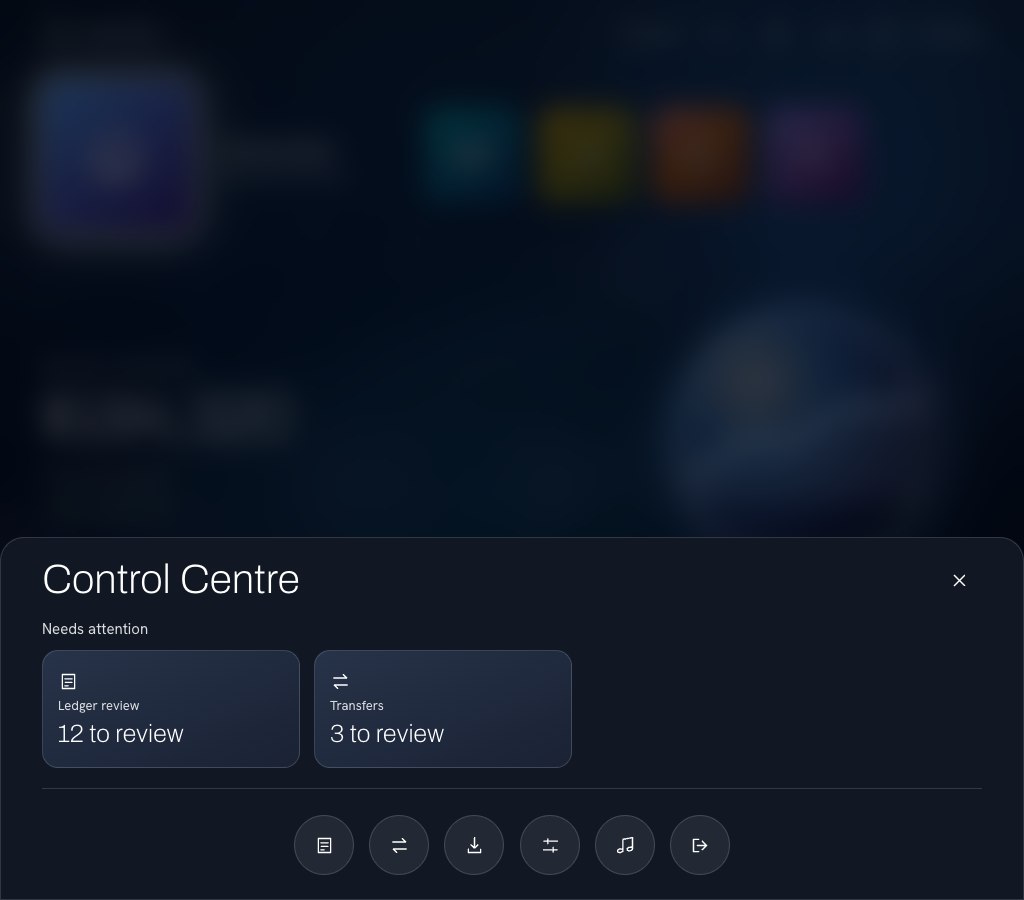 Control Centre
Needs attention
Ledger review
12 to review
Transfers
3 to review